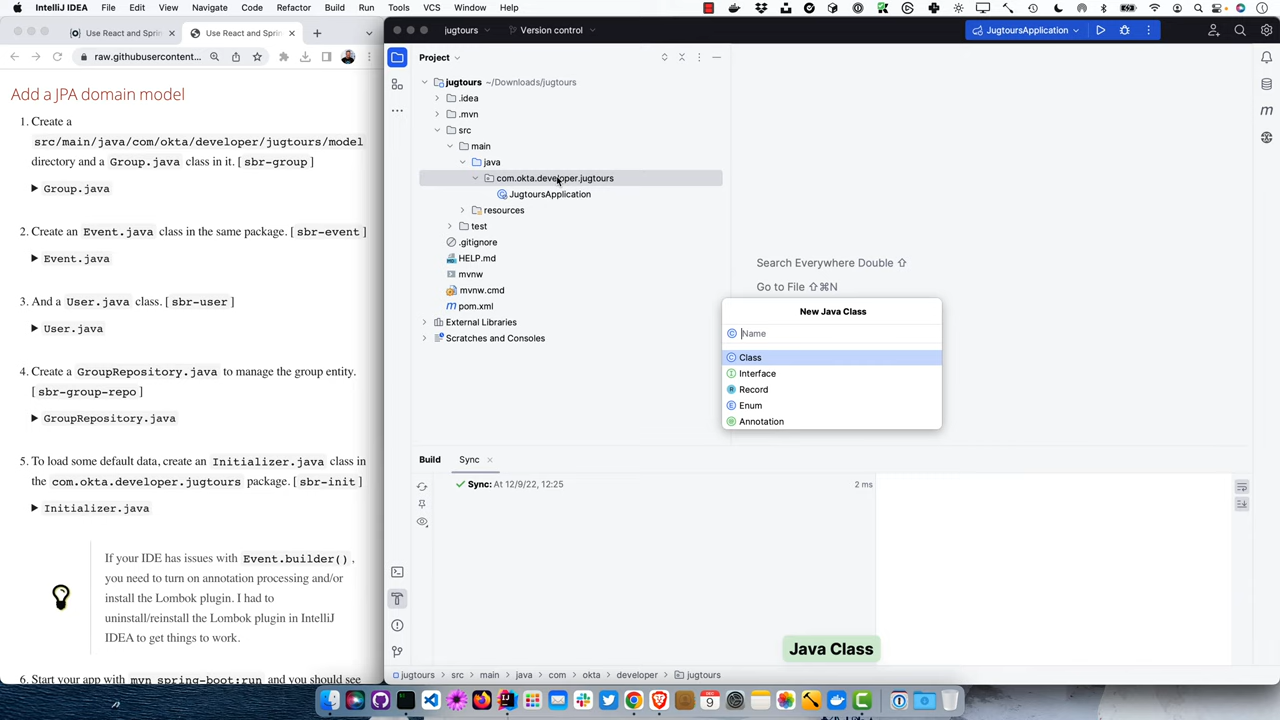 IntelliJ IDEA File Edit View Navigate Code Refactor Build Run Tools VCS Window Help
Use React and Sprin
Use React and Sprin
raw.githubusercontent...
Add a JPA domain model
1. Create a
src/main/java/com/okta/developer/jugtours/model
directory and a Group.java class in it. [ sbr-group ]
Group.java
2. Create an Event.java class in the same package. [ sbr-event ]
Event.java
3. And a User.java class. [ sbr-user ]
User.java
4. Create a GroupRepository.java to manage the group entity.
[ sbr-group-repo ]
GroupRepository.java
5. To load some default data, create an Initializer.java class in
the com.okta.developer.jugtours package. [ sbr-init ]
Initializer.java
If your IDE has issues with Event.builder() ,
you need to turn on annotation processing and/or
install the Lombok plugin. I had to
uninstall/reinstall the Lombok plugin in IntelliJ
IDEA to get things to work.
6. Start your app with mvn spring-boot:run and you should see
jugtours
Version control
JugtoursApplication
Project
jugtours ~/Downloads/jugtours
.idea
.mvn
src
main
java
com.okta.developer.jugtours
JugtoursApplication
resources
test
.gitignore
HELP.md
mvnw
mvnw.cmd
pom.xml
External Libraries
Scratches and Consoles
Search Everywhere Double ⇧
Go to File ⇧⌘N
New Java Class
Name
Class
Interface
Record
Enum
Annotation
Build Sync
Sync: At 12/9/22, 12:25 2 ms
Java Class
jugtours > src > main > java > com > okta > developer > jugtours